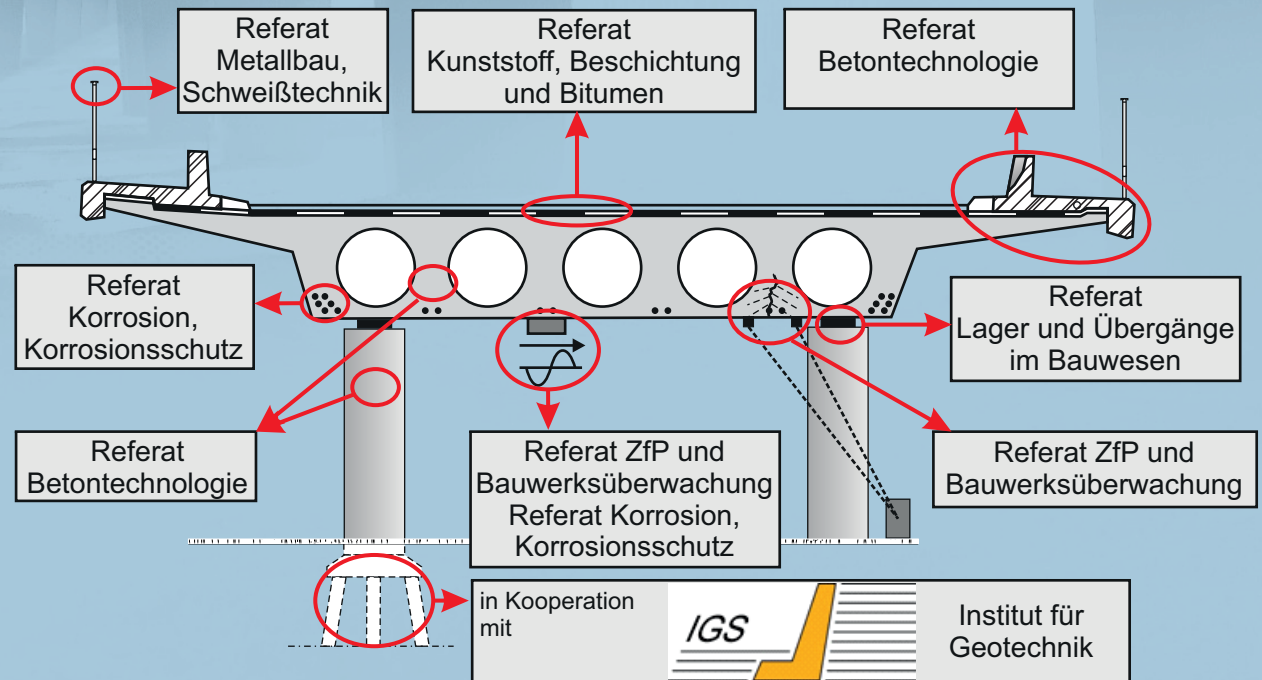 Referat
Metallbau,
Schweißtechnik
Referat
Kunststoff, Beschichtung
und Bitumen
Referat
Betontechnologie
Referat
Korrosion,
Korrosionsschutz
Referat
Lager und Übergänge
im Bauwesen
Referat
Betontechnologie
Referat ZfP und
Bauwerksüberwachung
Referat Korrosion,
Korrosionsschutz
Referat ZfP und
Bauwerksüberwachung
in Kooperation
mit
IGS
Institut für
Geotechnik